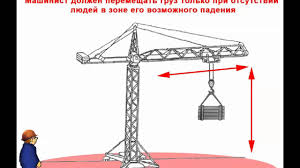 Машинист должен перемещать груз только при отсутствии
людей в зоне его возможного падения